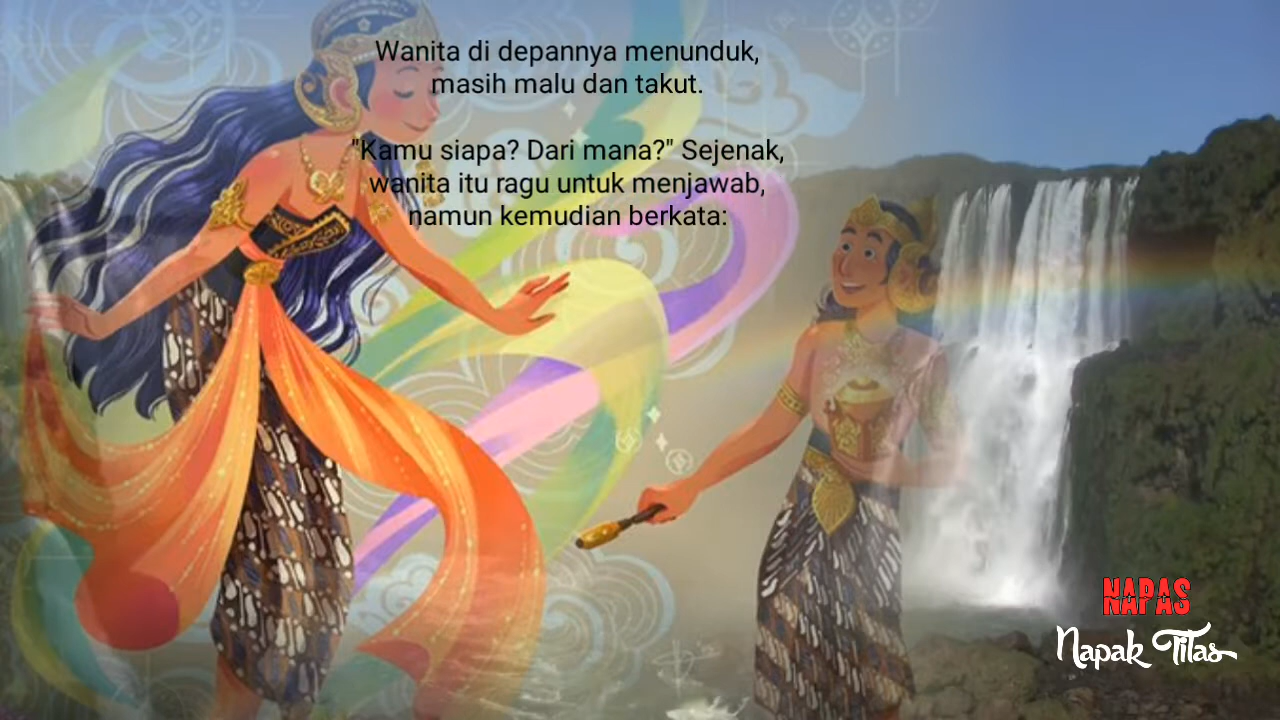 Wanita di depannya menunduk,
masih malu dan takut.
"Kamu siapa? Dari mana?" Sejenak,
wanita itu ragu untuk menjawab,
namun kemudian berkata:
NAPAS
Napak Tilas